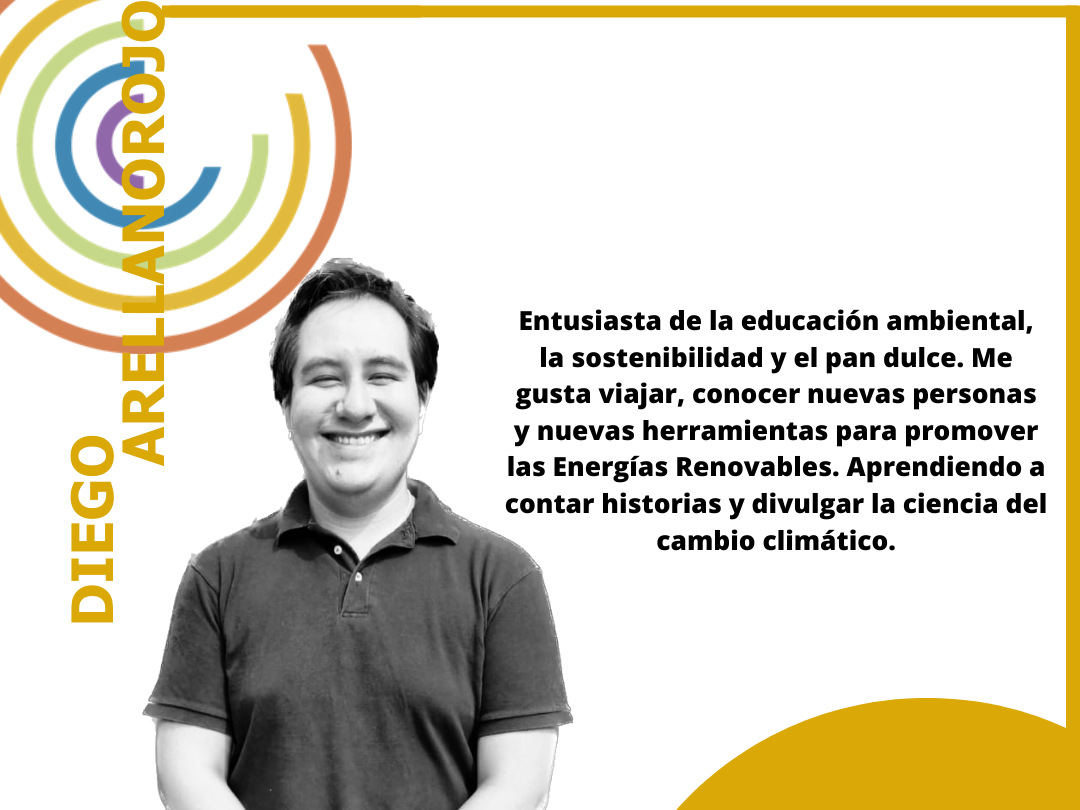 DIEGO
ARELLANOROJO
Entusiasta de la educación ambiental,
la sostenibilidad y el pan dulce. Me
gusta viajar, conocer nuevas personas
y nuevas herramientas para promover
las Energías Renovables. Aprendiendo a
contar historias y divulgar la ciencia del
cambio climático.